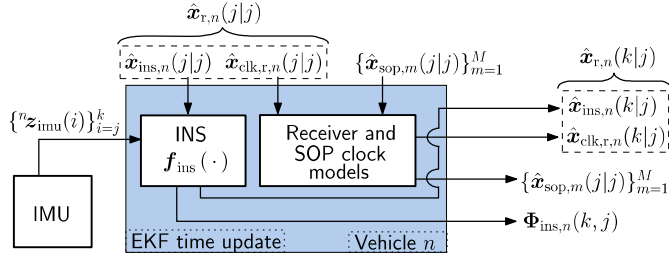 x̂_{r,n}(j|j)
x̂_{ins,n}(j|j) x̂_{clk,r,n}(j|j) {x̂_{sop,m}(j|j)}_{m=1}^{M}
x̂_{r,n}(k|j)
{^n z_{imu}(i)}_{i=j}^{k}
INS
f_{ins}(·)
Receiver and
SOP clock
models
x̂_{ins,n}(k|j)
x̂_{clk,r,n}(k|j)
{x̂_{sop,m}(j|j)}_{m=1}^{M}
IMU
Φ_{ins,n}(k, j)
EKF time update
Vehicle n